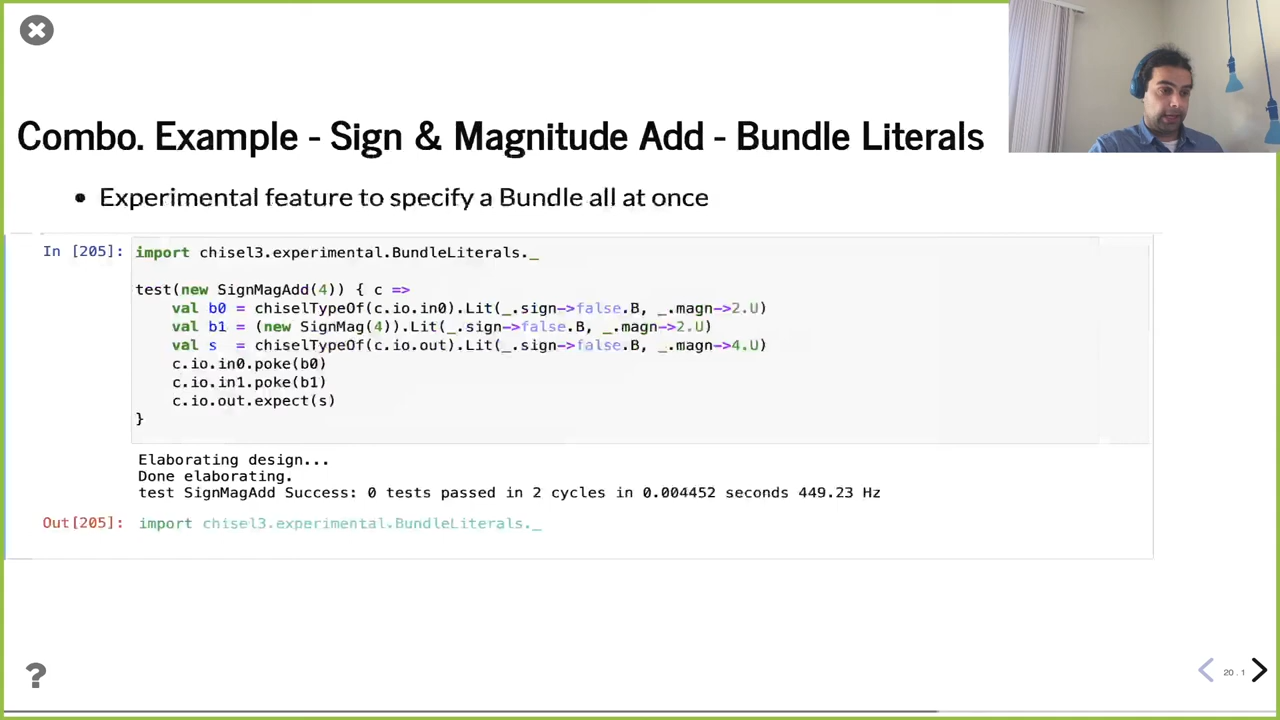 Combo. Example - Sign & Magnitude Add - Bundle Literals
• Experimental feature to specify a Bundle all at once
In [205]: import chisel3.experimental.BundleLiterals._
test(new SignMagAdd(4)) { c =>
    val b0 = chiselTypeOf(c.io.in0).Lit(_.sign->false.B, _.magn->2.U)
    val b1 = (new SignMag(4)).Lit(_.sign->false.B, _.magn->2.U)
    val s  = chiselTypeOf(c.io.out).Lit(_.sign->false.B, _.magn->4.U)
    c.io.in0.poke(b0)
    c.io.in1.poke(b1)
    c.io.out.expect(s)
}
Elaborating design...
Done elaborating.
test SignMagAdd Success: 0 tests passed in 2 cycles in 0.004452 seconds 449.23 Hz
Out[205]: import chisel3.experimental.BundleLiterals._
?
20 . 1